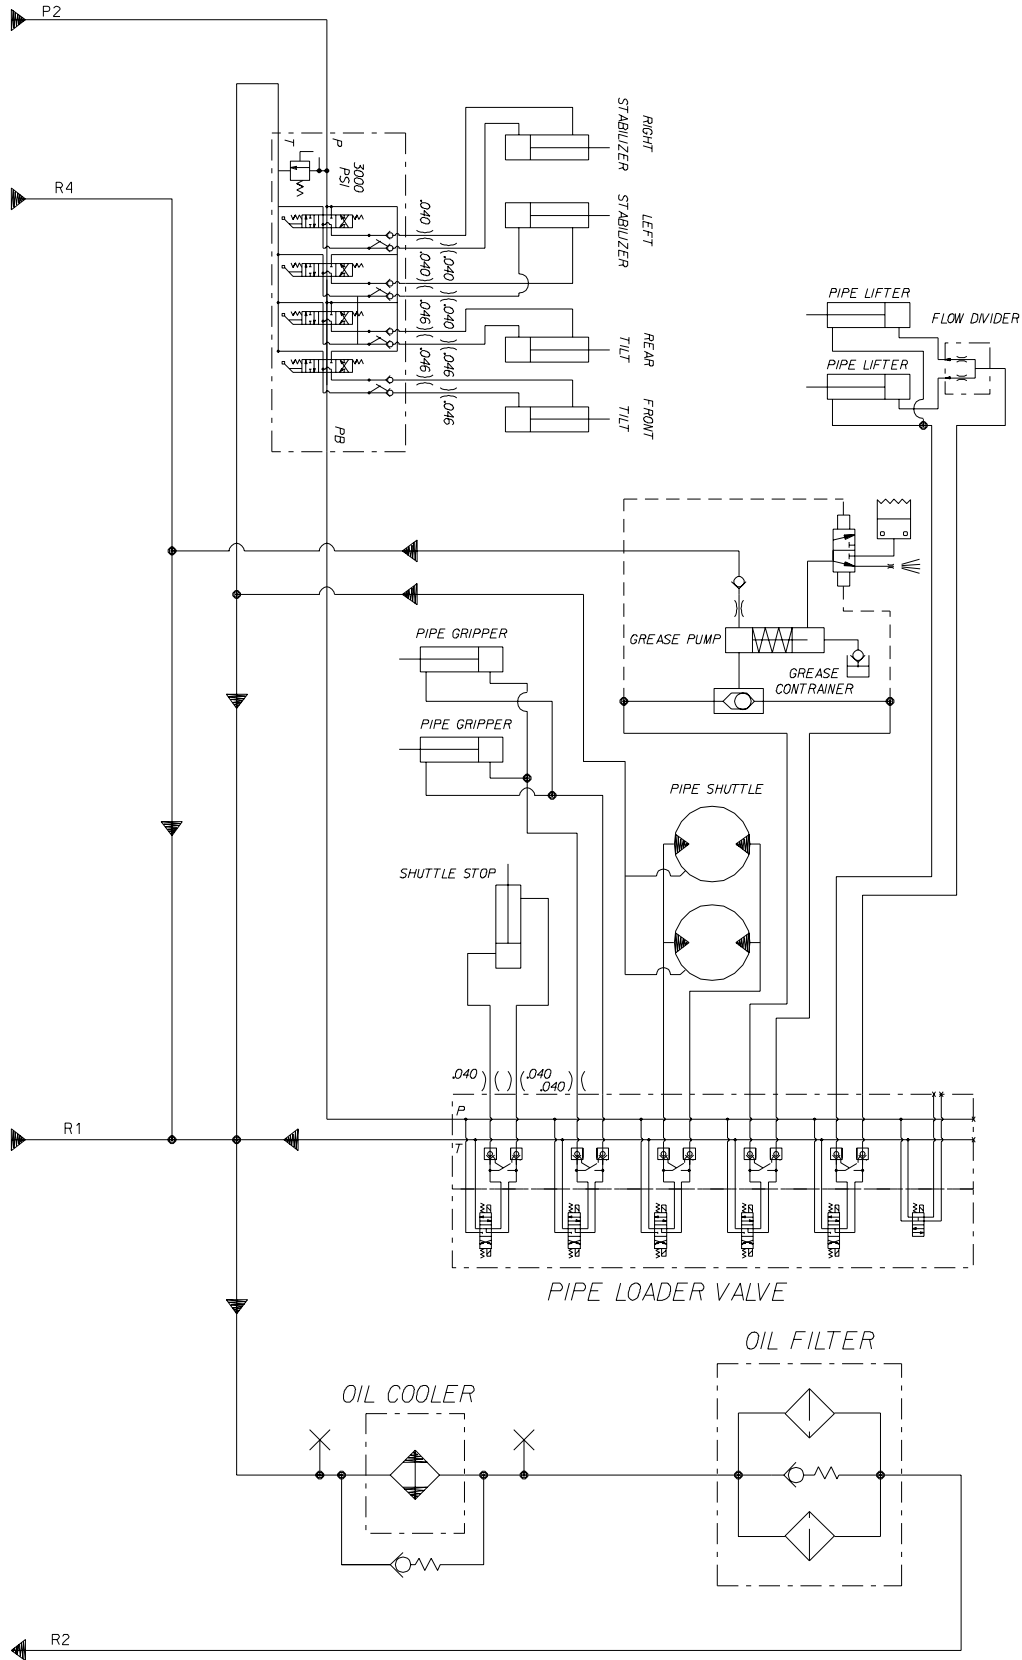 P2
R4
T
P
3000
PSI
PB
.040
.040
.040
.046
.040
.046
.046
.046
RIGHT
STABILIZER
LEFT
STABILIZER
REAR
TILT
FRONT
TILT
PIPE LIFTER
FLOW DIVIDER
PIPE LIFTER
GREASE PUMP
GREASE
CONTRAINER
PIPE GRIPPER
PIPE GRIPPER
PIPE SHUTTLE
SHUTTLE STOP
.040
.040
.040
P
T
R1
PIPE LOADER VALVE
OIL FILTER
OIL COOLER
R2